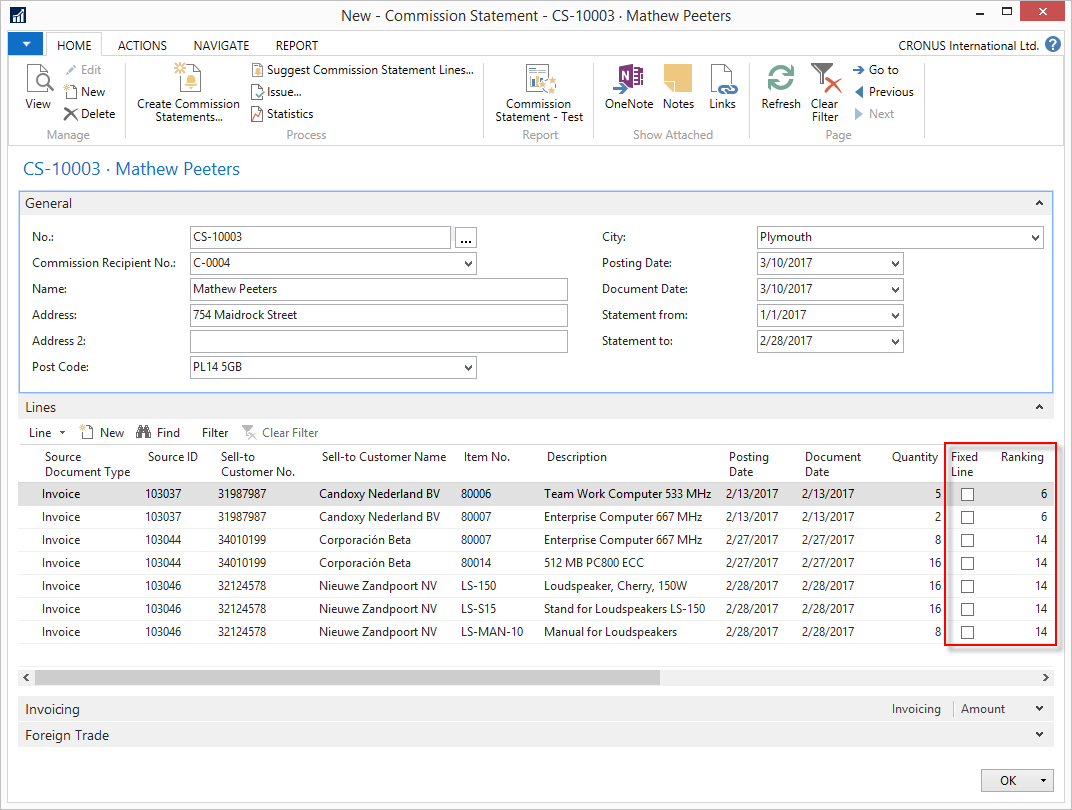 New - Commission Statement - CS-10003 · Mathew Peeters
HOME ACTIONS NAVIGATE REPORT CRONUS International Ltd. ?
View
Edit
New
Delete
Manage
Create Commission Statements...
Suggest Commission Statement Lines...
Issue...
Statistics
Process
Commission Statement - Test
Report
OneNote
Notes
Links
Show Attached
Refresh
Clear Filter
Go to
Previous
Next
Page
CS-10003 · Mathew Peeters
General
No.: CS-10003 ...
Commission Recipient No.: C-0004
Name: Mathew Peeters
Address: 754 Maidrock Street
Address 2:
Post Code: PL14 5GB
City: Plymouth
Posting Date: 3/10/2017
Document Date: 3/10/2017
Statement from: 1/1/2017
Statement to: 2/28/2017
Lines
Line New Find Filter Clear Filter
Source Document Type Source ID Sell-to Customer No. Sell-to Customer Name Item No. Description Posting Date Document Date Quantity Fixed Line Ranking
Invoice 103037 31987987 Candoxy Nederland BV 80006 Team Work Computer 533 MHz 2/13/2017 2/13/2017 5 6
Invoice 103037 31987987 Candoxy Nederland BV 80007 Enterprise Computer 667 MHz 2/13/2017 2/13/2017 2 6
Invoice 103044 34010199 Corporación Beta 80007 Enterprise Computer 667 MHz 2/27/2017 2/27/2017 8 14
Invoice 103044 34010199 Corporación Beta 80014 512 MB PC800 ECC 2/27/2017 2/27/2017 16 14
Invoice 103046 32124578 Nieuwe Zandpoort NV LS-150 Loudspeaker, Cherry, 150W 2/28/2017 2/28/2017 16 14
Invoice 103046 32124578 Nieuwe Zandpoort NV LS-S15 Stand for Loudspeakers LS-150 2/28/2017 2/28/2017 16 14
Invoice 103046 32124578 Nieuwe Zandpoort NV LS-MAN-10 Manual for Loudspeakers 2/28/2017 2/28/2017 8 14
Invoicing Invoicing Amount
Foreign Trade
OK